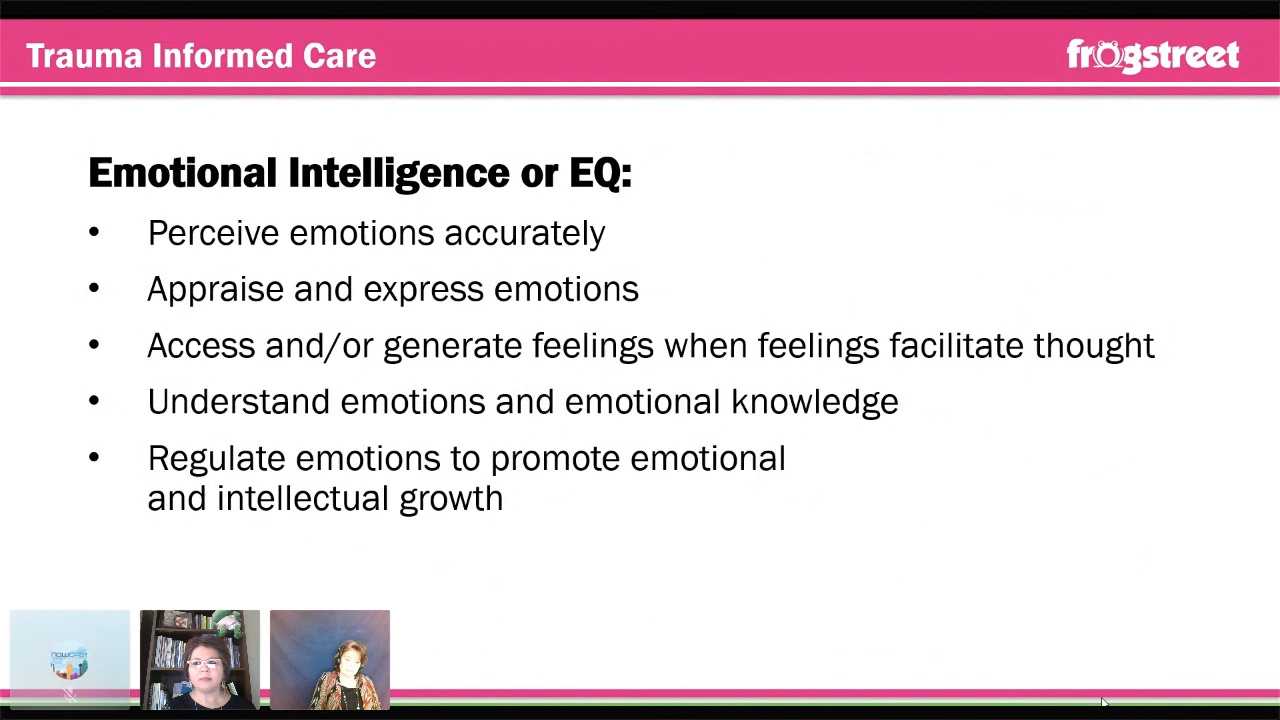 Trauma Informed Care
frogstreet
Emotional Intelligence or EQ:
• Perceive emotions accurately
• Appraise and express emotions
• Access and/or generate feelings when feelings facilitate thought
• Understand emotions and emotional knowledge
• Regulate emotions to promote emotional
and intellectual growth
NOWCAST